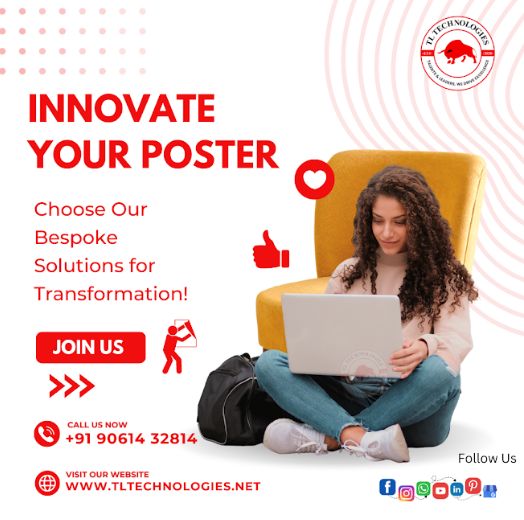 TL TECHNOLOGIES
INNOVATE
YOUR POSTER
Choose Our
Bespoke
Solutions for
Transformation!
JOIN US
CALL US NOW
+91 90614 32814
VISIT OUR WEBSITE
WWW.TLTECHNOLOGIES.NET
Follow Us